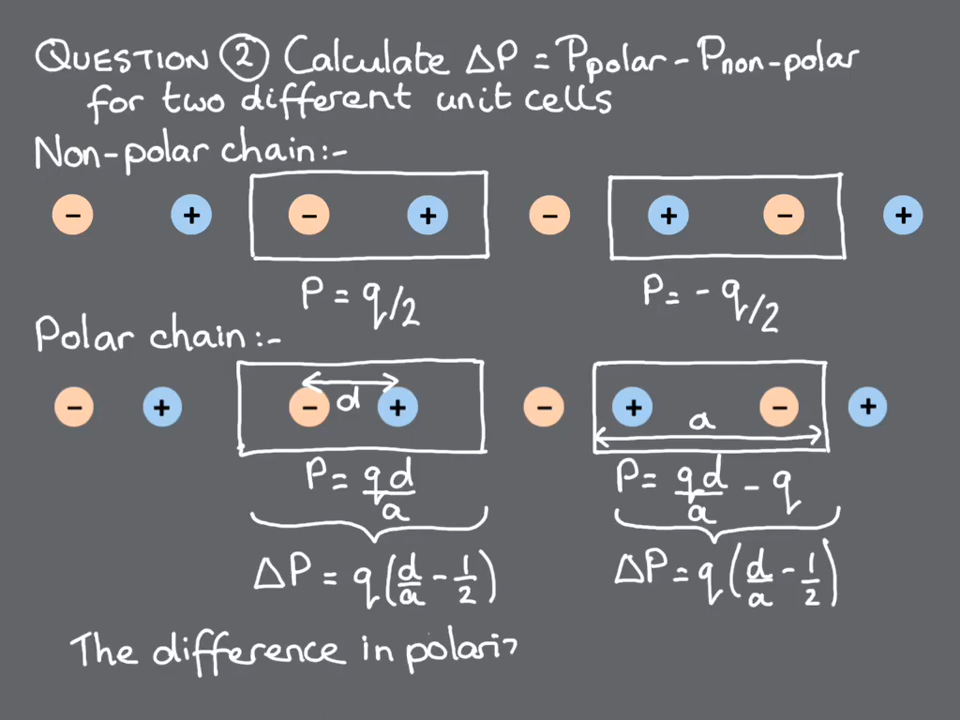 QUESTION ② Calculate ΔP = Ppolar - Pnon-polar
for two different unit cells
Non-polar chain:-
- + - + - + - +
P = q/2 P = - q/2
Polar chain:-
d
- + - + - + - +
a
P = qd/a P = qd/a - q
ΔP = q(d/a - 1/2) ΔP = q(d/a - 1/2)
The difference in polari